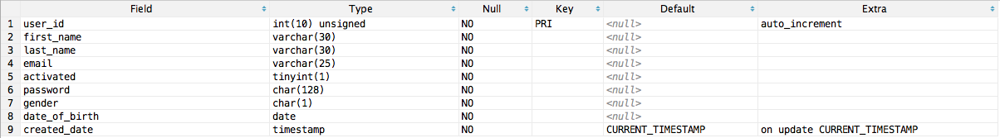 Field Type Null Key Default Extra
1 user_id int(10) unsigned NO PRI <null> auto_increment
2 first_name varchar(30) NO <null>
3 last_name varchar(30) NO <null>
4 email varchar(25) NO <null>
5 activated tinyint(1) NO <null>
6 password char(128) NO <null>
7 gender char(1) NO <null>
8 date_of_birth date NO <null>
9 created_date timestamp NO CURRENT_TIMESTAMP on update CURRENT_TIMESTAMP